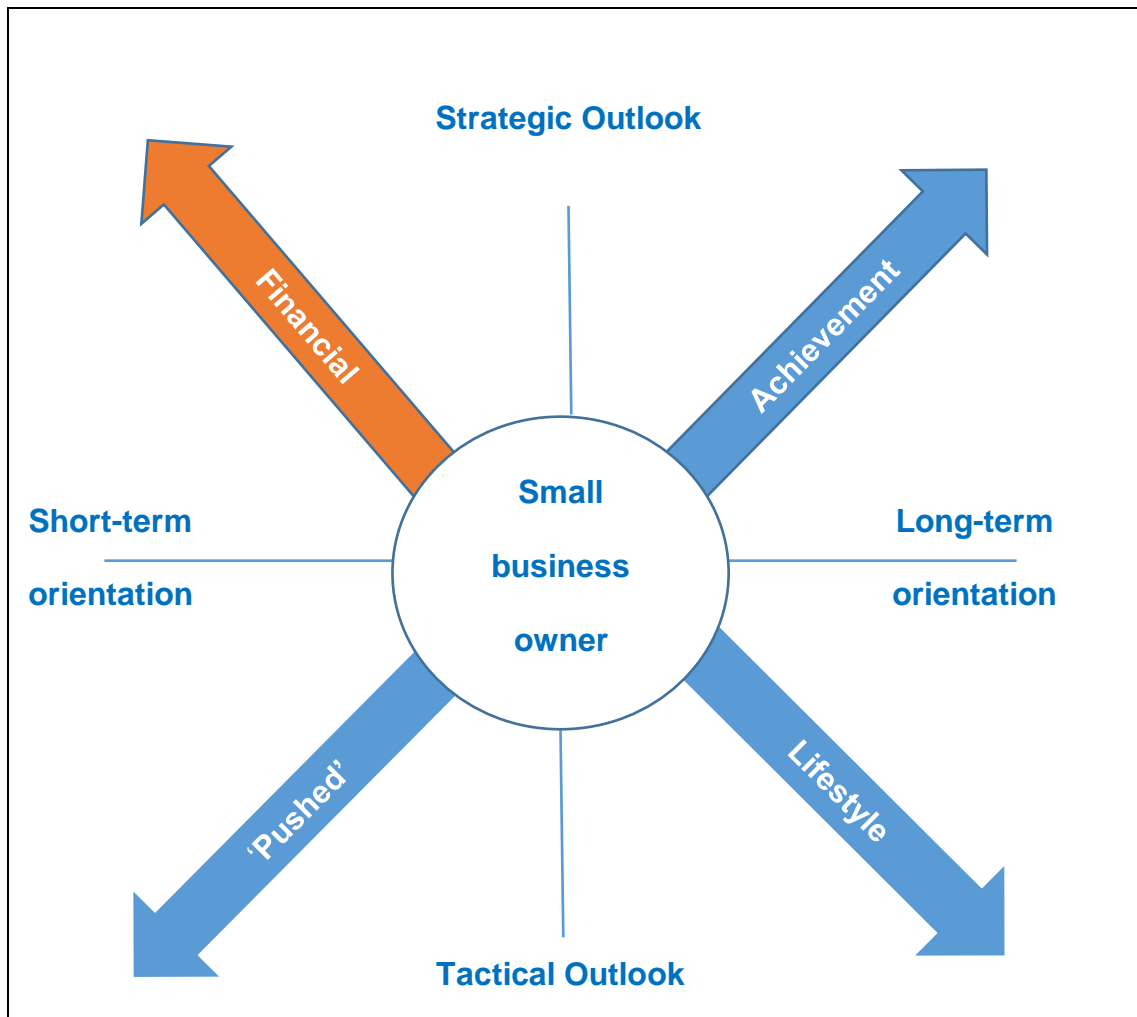 Strategic Outlook
Financial
Achievement
Small
business
owner
Short-term
orientation
Long-term
orientation
‘Pushed’
Lifestyle
Tactical Outlook